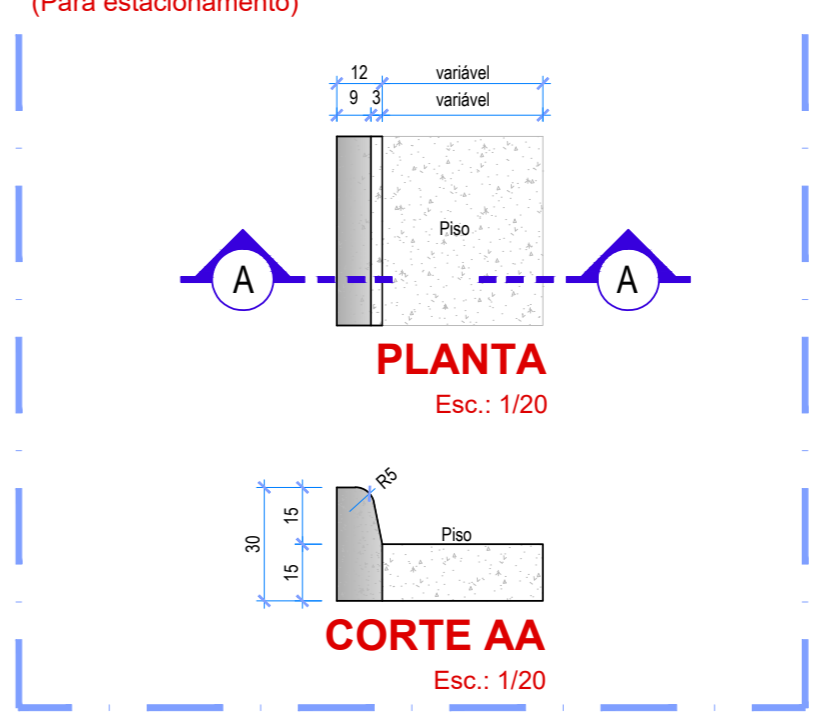 (Para estacionamento)
12 variável
9 3 variável
Piso
A A
PLANTA
Esc.: 1/20
R5
15
30
Piso
15
CORTE AA
Esc.: 1/20